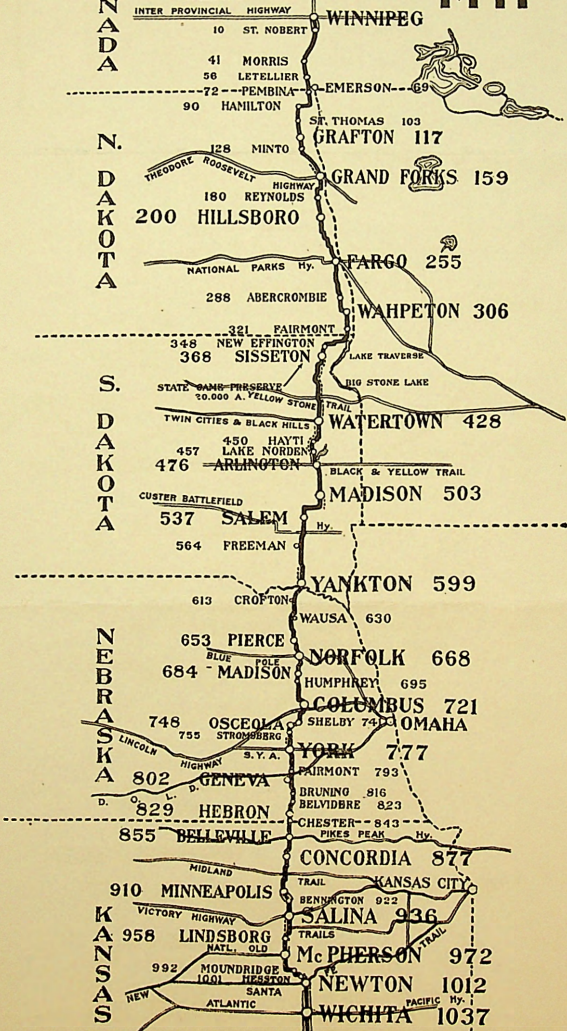 NADA
INTER PROVINCIAL HIGHWAY
WINNIPEG
10 ST. NOBERT
41 MORRIS
56 LETELLIER
72 PEMBINA
EMERSON 69
90 HAMILTON
ST. THOMAS 103
N. DAKOTA
GRAFTON 117
128 MINTO
THEODORE ROOSEVELT HIGHWAY
GRAND FORKS 159
180 REYNOLDS
200 HILLSBORO
FARGO 255
NATIONAL PARKS Hy.
288 ABERCROMBIE
WAHPETON 306
321 FAIRMONT
348 NEW EFFINGTON
368 SISSETON
LAKE TRAVERSE
S. DAKOTA
STATE GAME PRESERVE
20.000 A.
BIG STONE LAKE
YELLOW STONE TRAIL
TWIN CITIES & BLACK HILLS
WATERTOWN 428
450 HAYTI
457 LAKE NORDEN
476 ARLINGTON
BLACK & YELLOW TRAIL
MADISON 503
CUSTER BATTLEFIELD Hy.
537 SALEM
564 FREEMAN
YANKTON 599
613 CROFTON
WAUSA 630
NEBRASKA
653 PIERCE
BLUE POLE
NORFOLK 668
684 MADISON
HUMPHREY 695
COLUMBUS 721
748 OSCEOLA
SHELBY 74
OMAHA
755 STROMSBERG
LINCOLN HIGHWAY
S.Y.A.
YORK 777
802 GENEVA
FAIRMONT 793
D. O. L. D.
BRUNING 816
829 HEBRON
BELVIDBRE 823
CHESTER 843
855 BELLEVILLE
PIKES PEAK Hy.
CONCORDIA 877
MIDLAND TRAIL
KANSAS CITY
910 MINNEAPOLIS
BENNINGTON 922
KANSAS
VICTORY HIGHWAY
SALINA 936
958 LINDSBORG
TRAILS
NATL. OLD
TRAIL
McPHERSON 972
992 MOUNDRIDGE
1001 HESSTON
NEW SANTA FE
NEWTON 1012
ATLANTIC PACIFIC Hy.
WICHITA 1037